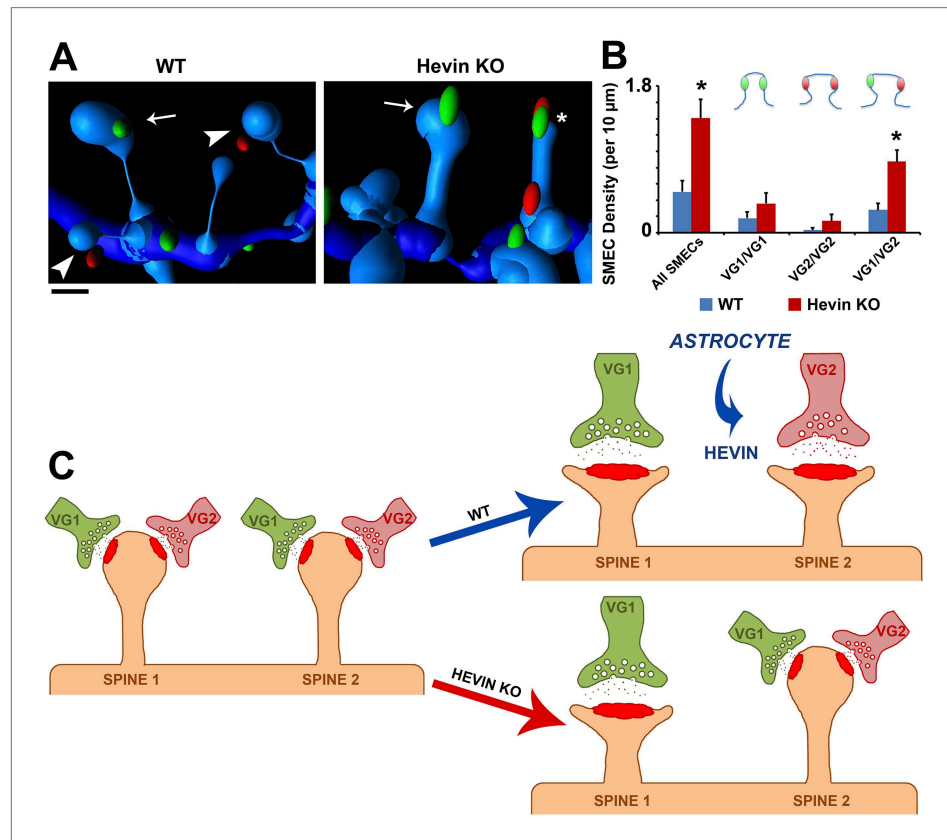 A
WT
Hevin KO
*
B
SMEC Density (per 10 μm)
1.8
0
*
*
All SMECs
VG1/VG1
VG2/VG2
VG1/VG2
WT
Hevin KO
C
VG1
VG2
VG1
VG2
SPINE 1
SPINE 2
WT
HEVIN KO
ASTROCYTE
HEVIN
VG1
VG2
SPINE 1
SPINE 2
VG1
VG1
VG2
SPINE 1
SPINE 2